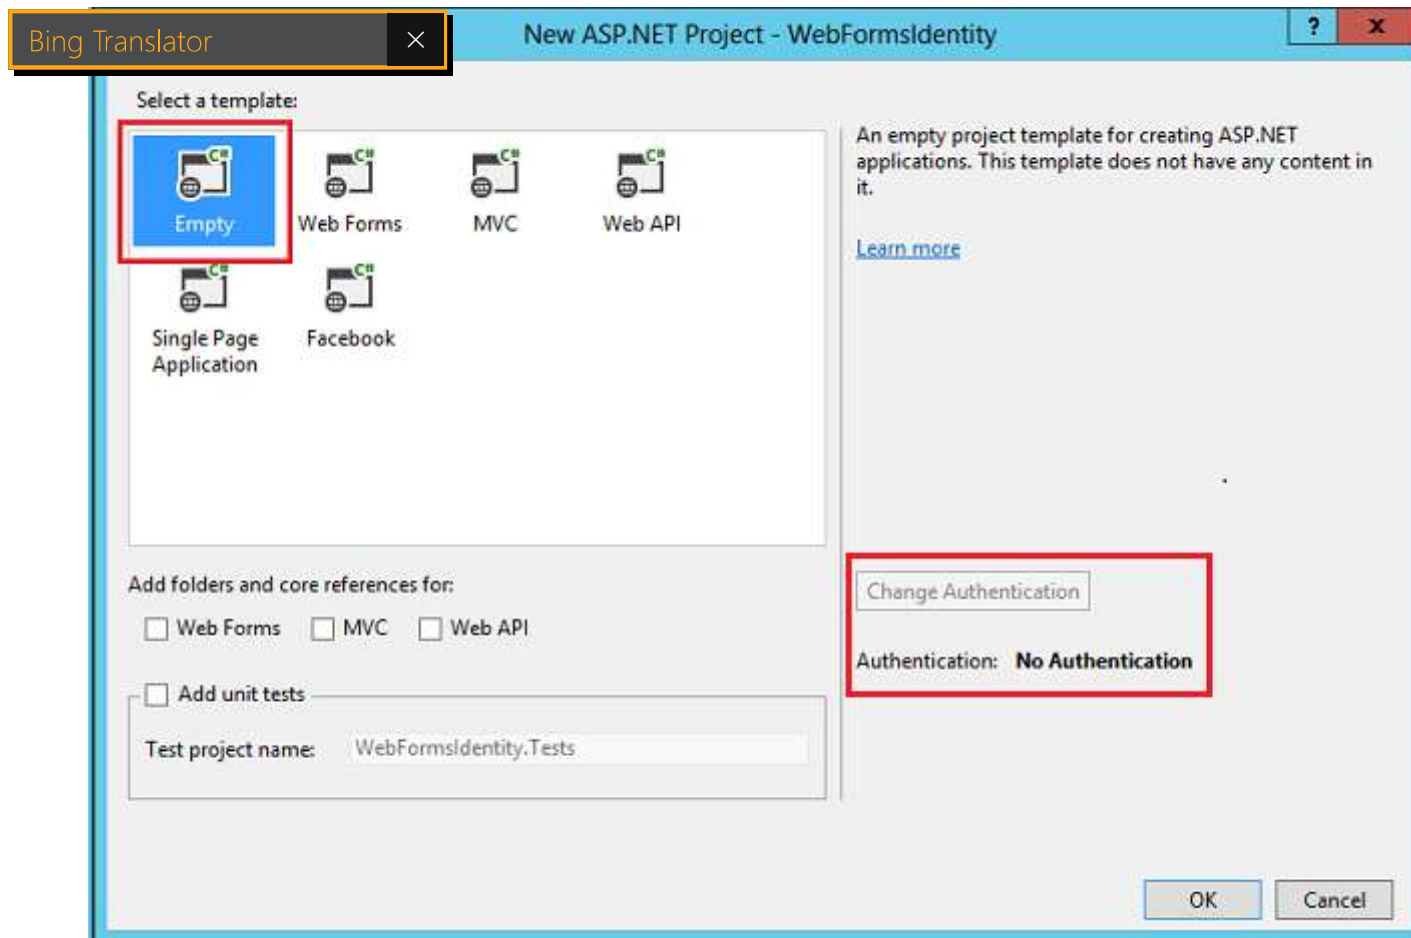 Bing Translator
New ASP.NET Project - WebFormsIdentity
?
x
Select a template:
C#
C#
C#
C#
Empty
Web Forms
MVC
Web API
C#
C#
Single Page
Application
Facebook
An empty project template for creating ASP.NET
applications. This template does not have any content in
it.
Learn more
Add folders and core references for:
Web Forms
MVC
Web API
Change Authentication
Authentication: No Authentication
Add unit tests
Test project name: WebFormsIdentity.Tests
OK
Cancel